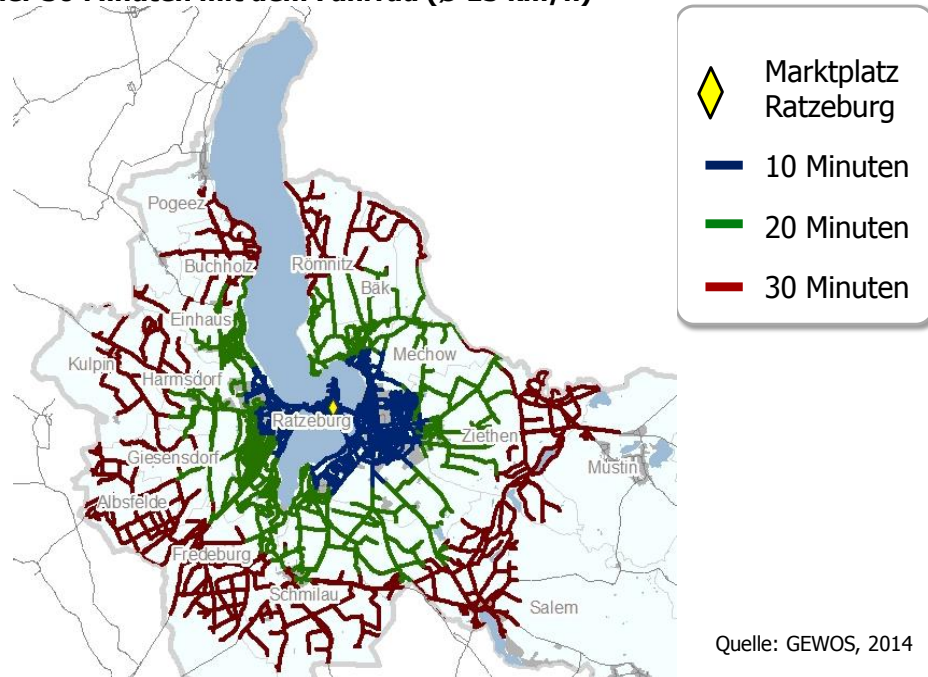 Marktplatz
Ratzeburg
10 Minuten
20 Minuten
30 Minuten
Pogeez
Buchholz
Römnitz
Bäk
Einhaus
Mechow
Kulpin
Harmsdorf
Ratzeburg
Ziethen
Giesensdorf
Mustin
Albsfelde
Fredeburg
Schmilau
Salem
Quelle: GEWOS, 2014